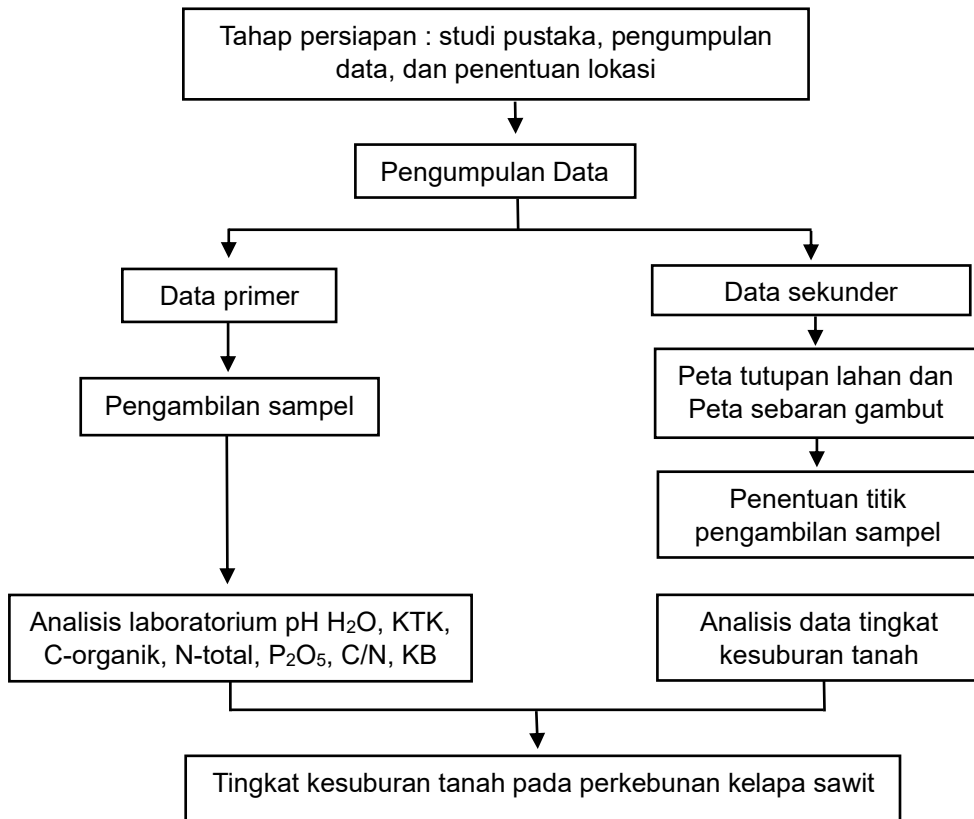 Tahap persiapan : studi pustaka, pengumpulan
data, dan penentuan lokasi
Pengumpulan Data
Data primer
Data sekunder
Pengambilan sampel
Peta tutupan lahan dan
Peta sebaran gambut
Penentuan titik
pengambilan sampel
Analisis laboratorium pH H₂O, KTK,
C-organik, N-total, P₂O₅, C/N, KB
Analisis data tingkat
kesuburan tanah
Tingkat kesuburan tanah pada perkebunan kelapa sawit